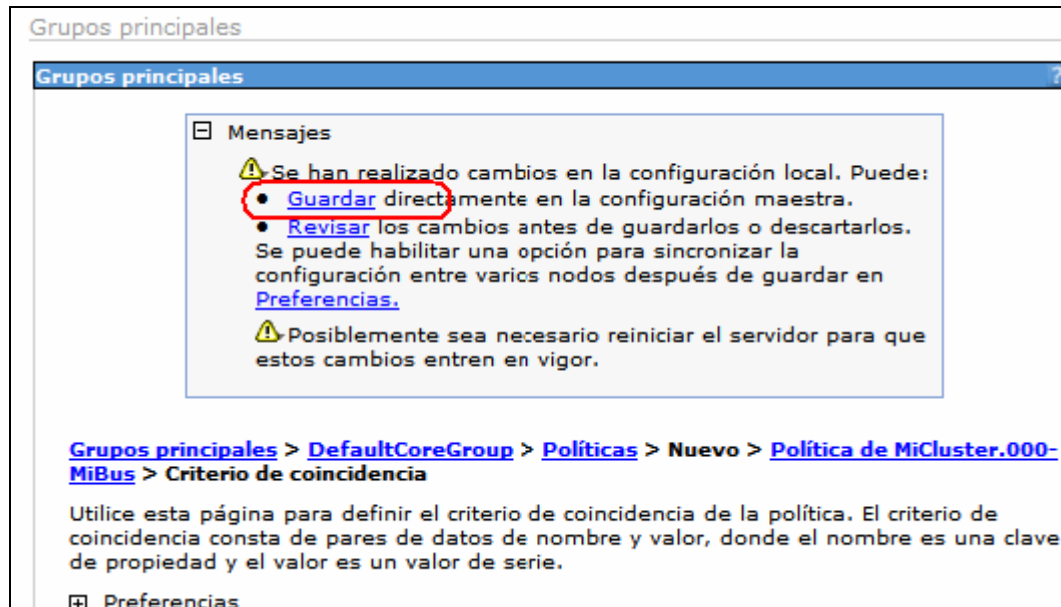 Grupos principales
Grupos principales ?
Mensajes
Se han realizado cambios en la configuración local. Puede:
• Guardar directamente en la configuración maestra.
• Revisar los cambios antes de guardarlos o descartarlos.
Se puede habilitar una opción para sincronizar la
configuración entre varics nodos después de guardar en
Preferencias.
Posiblemente sea necesario reiniciar el servidor para que
estos cambios entren en vigor.
Grupos principales > DefaultCoreGroup > Políticas > Nuevo > Política de MiCluster.000-
MiBus > Criterio de coincidencia
Utilice esta página para definir el criterio de coincidencia de la política. El criterio de
coincidencia consta de pares de datos de nombre y valor, donde el nombre es una clave
de propiedad y el valor es un valor de serie.
Preferencias